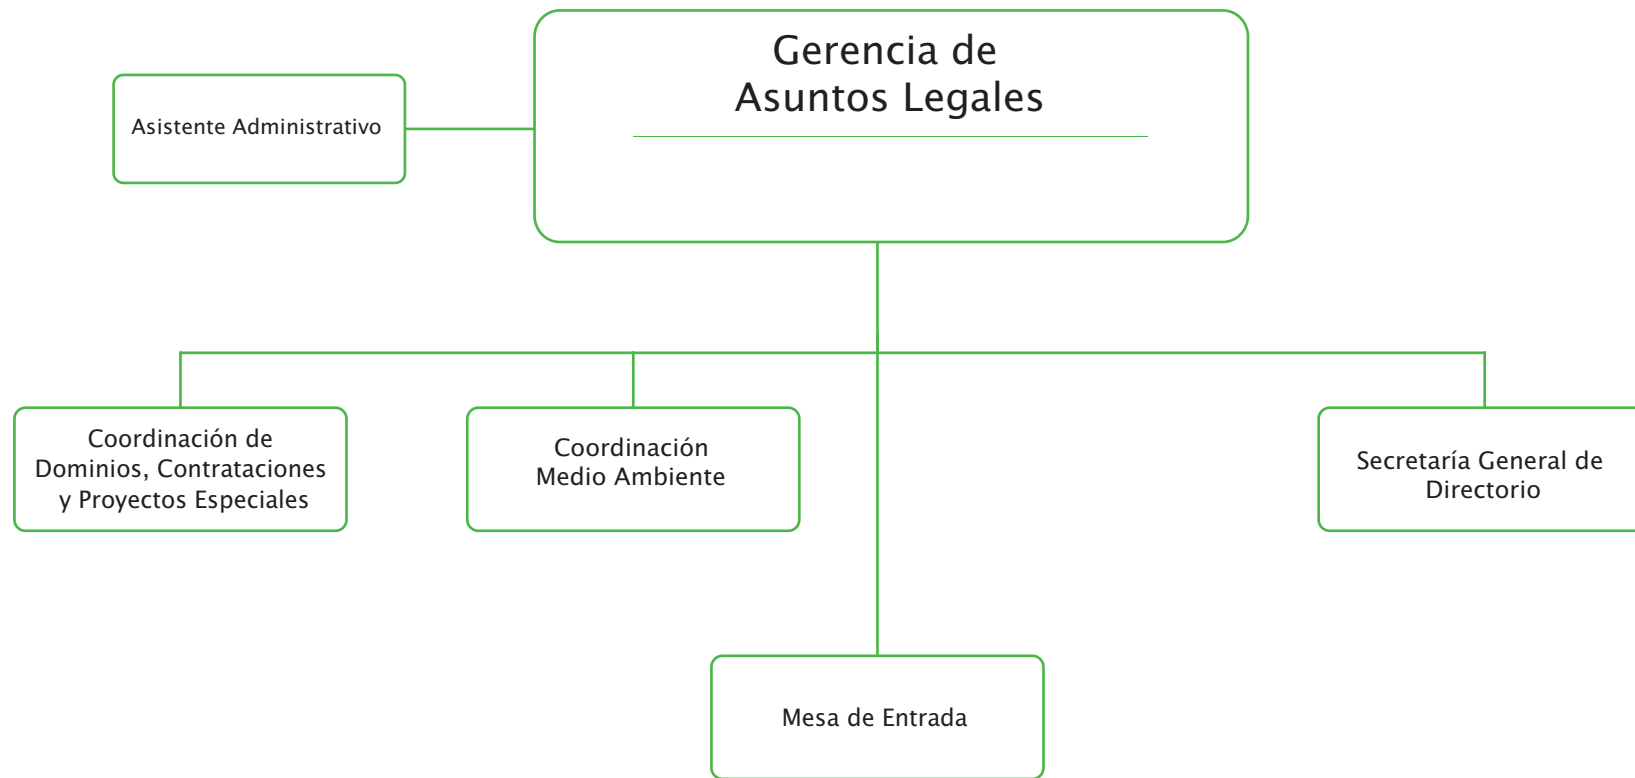 Gerencia de
Asuntos Legales
Asistente Administrativo
Coordinación de
Dominios, Contrataciones
y Proyectos Especiales
Coordinación
Medio Ambiente
Secretaría General de
Directorio
Mesa de Entrada